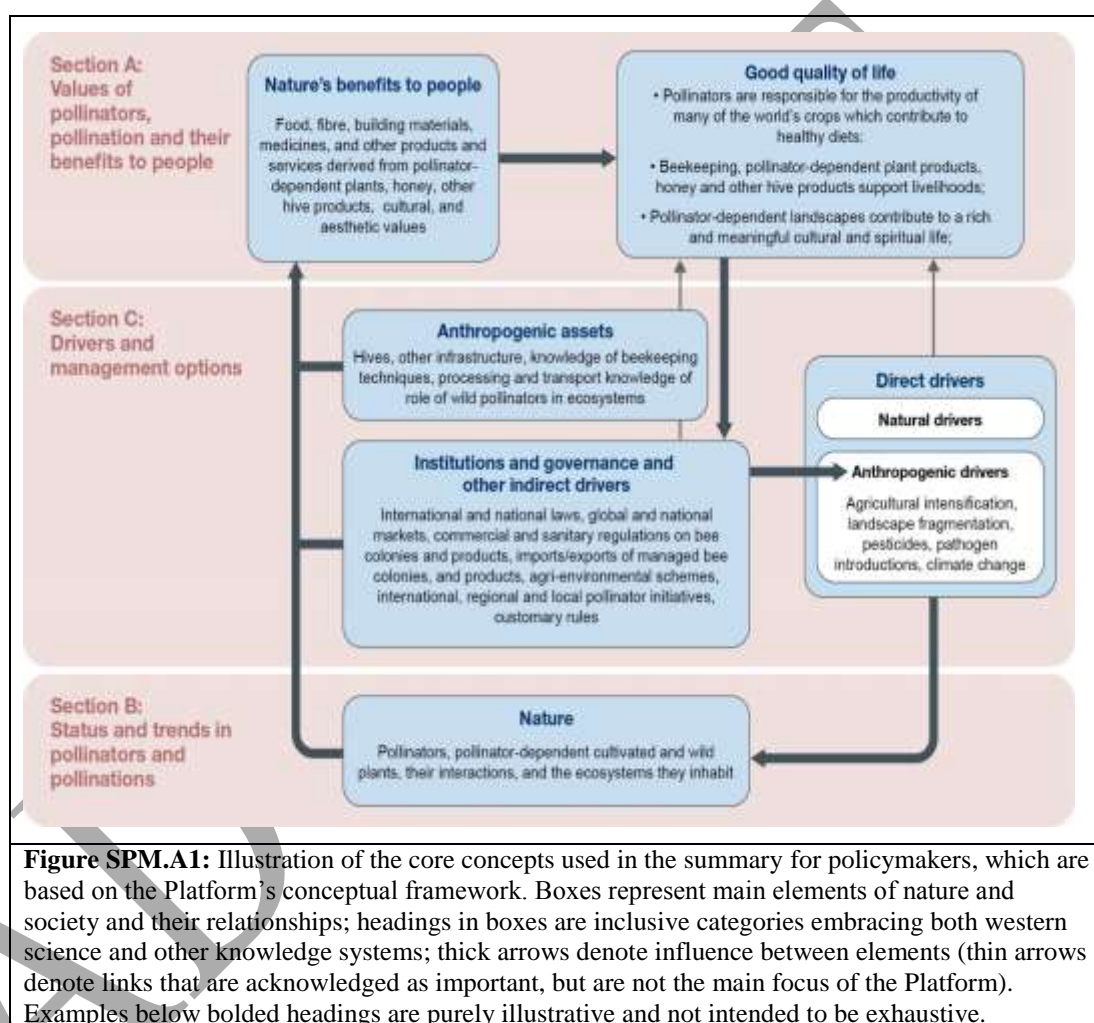 Section A:
Values of
pollinators,
pollination and their
benefits to people
Nature's benefits to people
Food, fibre, building materials,
medicines, and other products and
services derived from pollinator-
dependent plants, honey, other
hive products, cultural, and
aesthetic values
Good quality of life
• Pollinators are responsible for the productivity of
many of the world's crops which contribute to
healthy diets;
• Beekeeping, pollinator-dependent plant products,
honey and other hive products support livelihoods;
• Pollinator-dependent landscapes contribute to a rich
and meaningful cultural and spiritual life;
Section C:
Drivers and
management options
Anthropogenic assets
Hives, other infrastructure, knowledge of beekeeping
techniques, processing and transport knowledge of
role of wild pollinators in ecosystems
Institutions and governance and
other indirect drivers
International and national laws, global and national
markets, commercial and sanitary regulations on bee
colonies and products, imports/exports of managed bee
colonies, and products, agri-environmental schemes,
international, regional and local pollinator initiatives,
customary rules
Direct drivers
Natural drivers
Anthropogenic drivers
Agricultural intensification,
landscape fragmentation,
pesticides, pathogen
introductions, climate change
Section B:
Status and trends in
pollinators and
pollinations
Nature
Pollinators, pollinator-dependent cultivated and wild
plants, their interactions, and the ecosystems they inhabit
Figure SPM.A1: Illustration of the core concepts used in the summary for policymakers, which are
based on the Platform's conceptual framework. Boxes represent main elements of nature and
society and their relationships; headings in boxes are inclusive categories embracing both western
science and other knowledge systems; thick arrows denote influence between elements (thin arrows
denote links that are acknowledged as important, but are not the main focus of the Platform).
Examples below bolded headings are purely illustrative and not intended to be exhaustive.